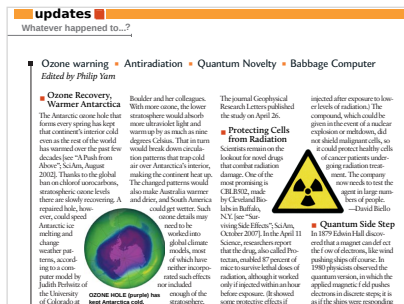 updates
Whatever happened to...?
Ozone warning ▪ Antiradiation ▪ Quantum Novelty ▪ Babbage Computer
Edited by Philip Yam
Ozone Recovery,
Warmer Antarctica
The Antarctic ozone hole that
forms every spring has kept
that continent's interior cold
even as the rest of the world
has warmed over the past few
decades [see "A Push from
Above"; SciAm, August
2002]. Thanks to the global
ban on chlorofluorocarbons,
stratospheric ozone levels
there are slowly recovering. A
repaired hole, how-
ever, could speed
Antarctic ice
melting and
change
weather pat-
terns, accord-
ing to a com-
puter model by
Judith Perlwitz of
the University
of Colorado at
OZONE HOLE (purple) has
kept Antarctica cold.
Boulder and her colleagues.
With more ozone, the lower
stratosphere would absorb
more ultraviolet light and
warm up by as much as nine
degrees Celsius. That in turn
would break down circula-
tion patterns that trap cold
air over Antarctica's interior,
making the continent heat up.
The changed patterns would
also make Australia warmer
and drier, and South America
could get wetter. Such
ozone details may
need to be
worked into
global climate
models, most
of which have
neither incorpo-
rated such effects
nor included
enough of the
stratosphere.
The journal Geophysical
Research Letters published
the study on April 26.
Protecting Cells
from Radiation
Scientists remain on the
lookout for novel drugs
that combat radiation
damage. One of the
most promising is
CBLB502, made
by Cleveland Bio-
labs in Buffalo,
N.Y. [see "Sur-
viving Side Effects"; SciAm,
October 2007]. In the April 11
Science, researchers report
that the drug, also called Pro-
tectan, enabled 87 percent of
mice to survive lethal doses of
radiation, although it worked
only if injected within an hour
before exposure. (It showed
some protective effects if
injected after exposure to low-
er levels of radiation.) The
compound, which could be
given in the event of a nuclear
explosion or meltdown, did
not shield malignant cells, so
it could protect healthy cells
of cancer patients under-
going radiation treat-
ment. The company
now needs to test the
agent in large num-
bers of people.
—David Biello
Quantum Side Step
In 1879 Edwin Hall discov-
ered that a magnet can deflect
the flow of electrons, like wind
pushing ships off course. In
1980 physicists observed the
quantum version, in which the
applied magnetic field pushes
electrons in discrete steps; it is
as if the ships were responding